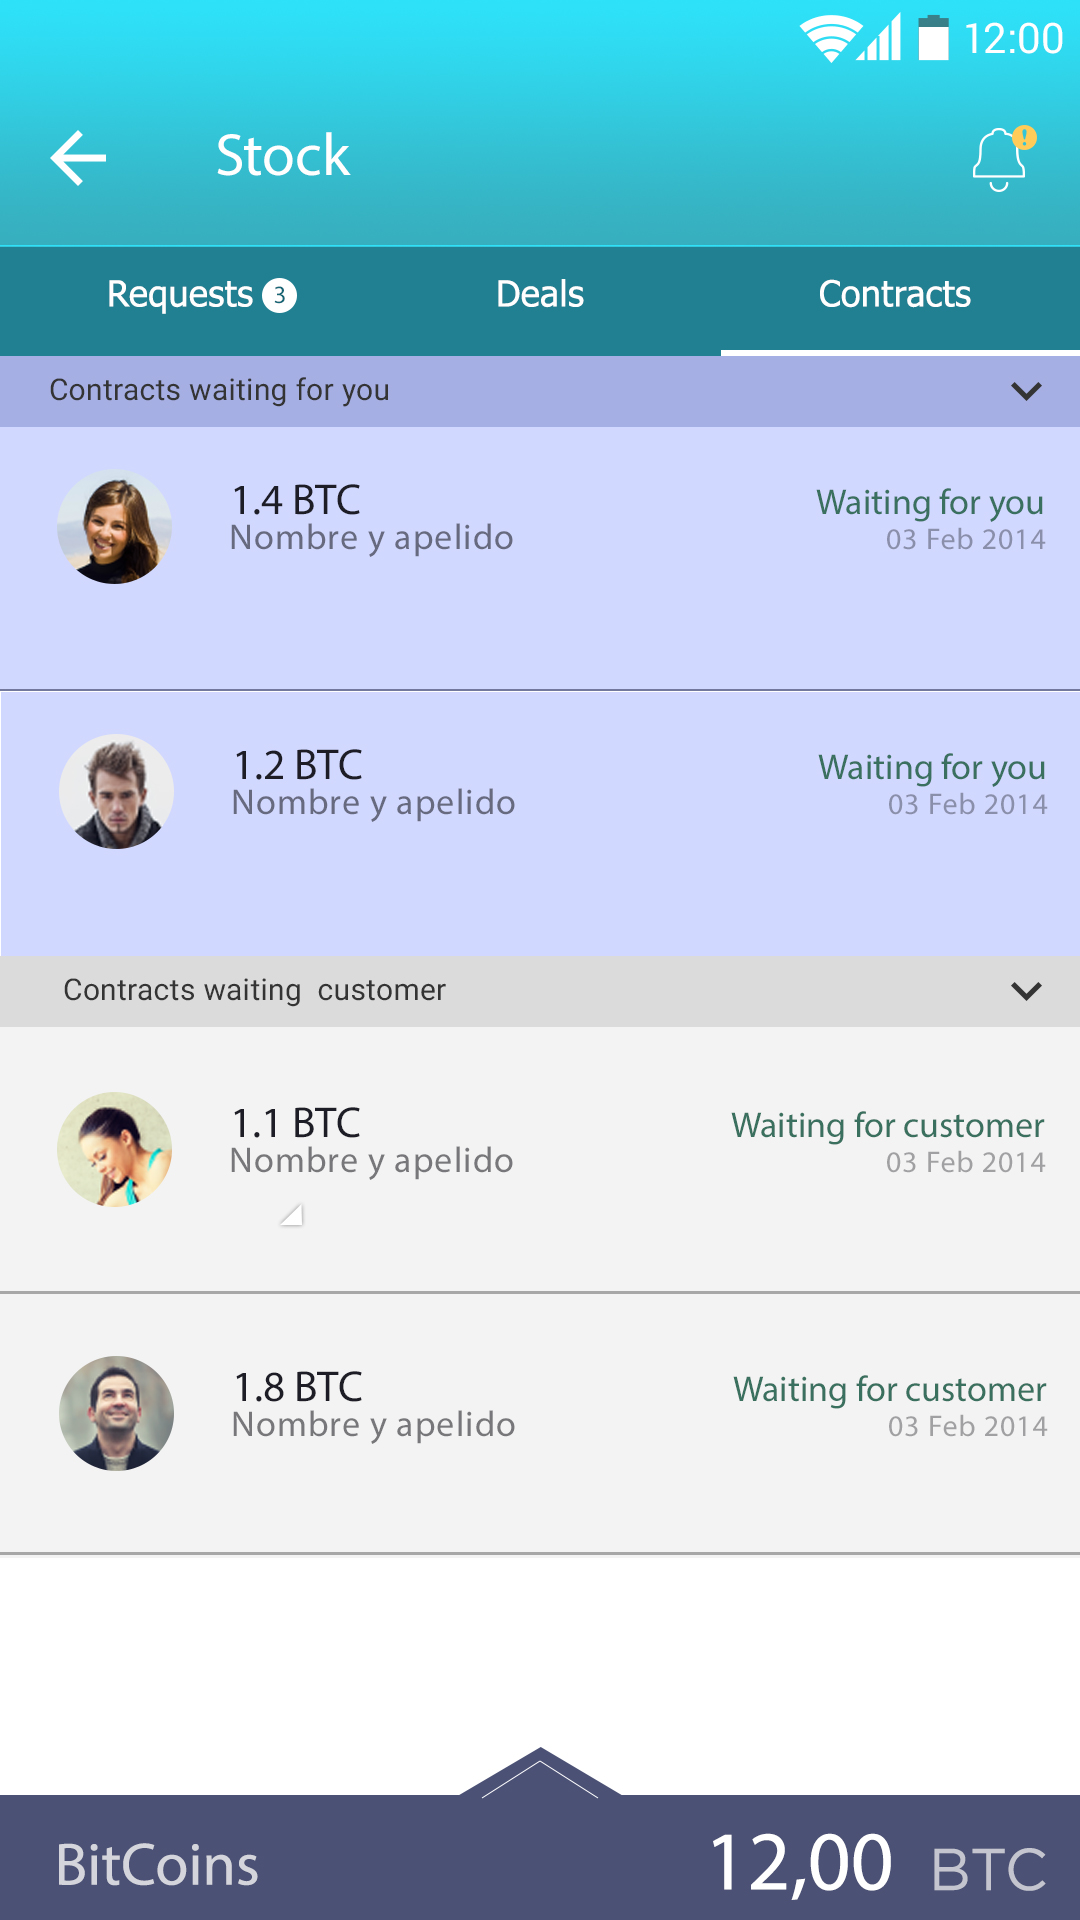 12:00
Stock
!
Requests 3 Deals Contracts
Contracts waiting for you
1.4 BTC Waiting for you
Nombre y apelido 03 Feb 2014
1.2 BTC Waiting for you
Nombre y apelido 03 Feb 2014
Contracts waiting  customer
1.1 BTC Waiting for customer
Nombre y apelido 03 Feb 2014
1.8 BTC Waiting for customer
Nombre y apelido 03 Feb 2014
BitCoins 12,00 BTC